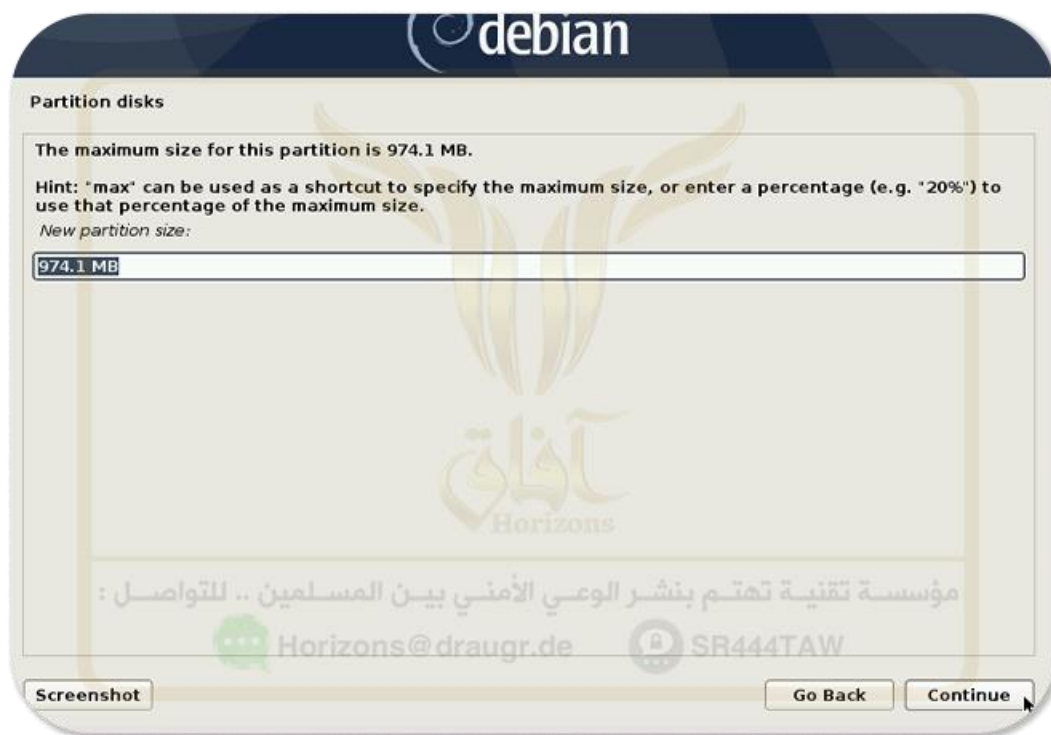 debian
Partition disks
The maximum size for this partition is 974.1 MB.
Hint: "max" can be used as a shortcut to specify the maximum size, or enter a percentage (e.g. "20%") to
use that percentage of the maximum size.
New partition size:
974.1 MB
آفاق
Horizons
مؤسسة تقنية تهتم بنشر الوعي الأمني بين المسلمين .. للتواصل :
Horizons@draugr.de SR444TAW
Screenshot Go Back Continue